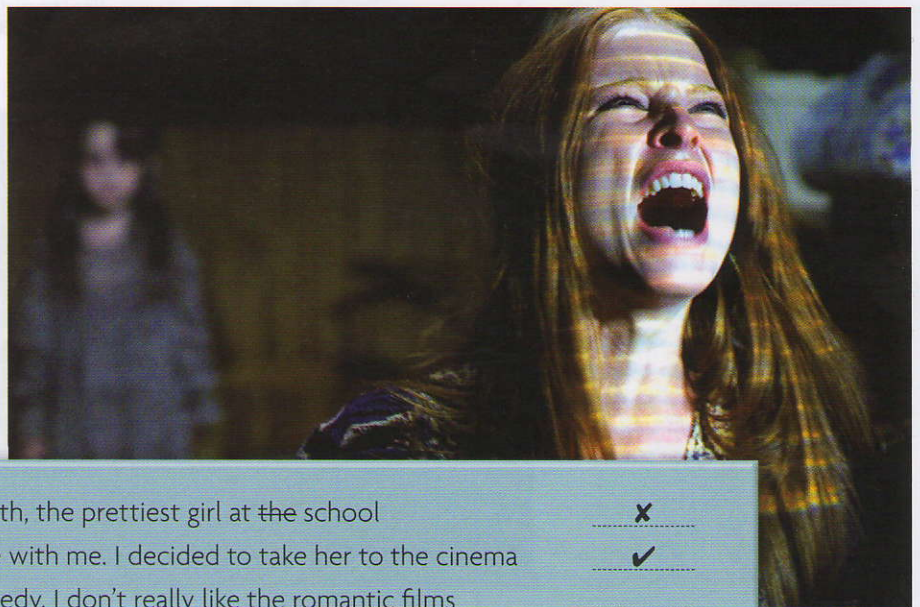 th, the prettiest girl at the school ✗
with me. I decided to take her to the cinema ✔
edy. I don't really like the romantic films